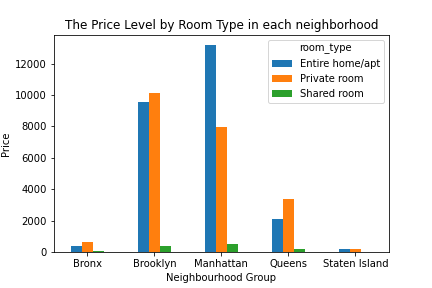 The Price Level by Room Type in each neighborhood
room_type
Entire home/apt
Private room
Shared room
12000
10000
8000
6000
4000
2000
0
Price
Bronx Brooklyn Manhattan Queens Staten Island
Neighbourhood Group